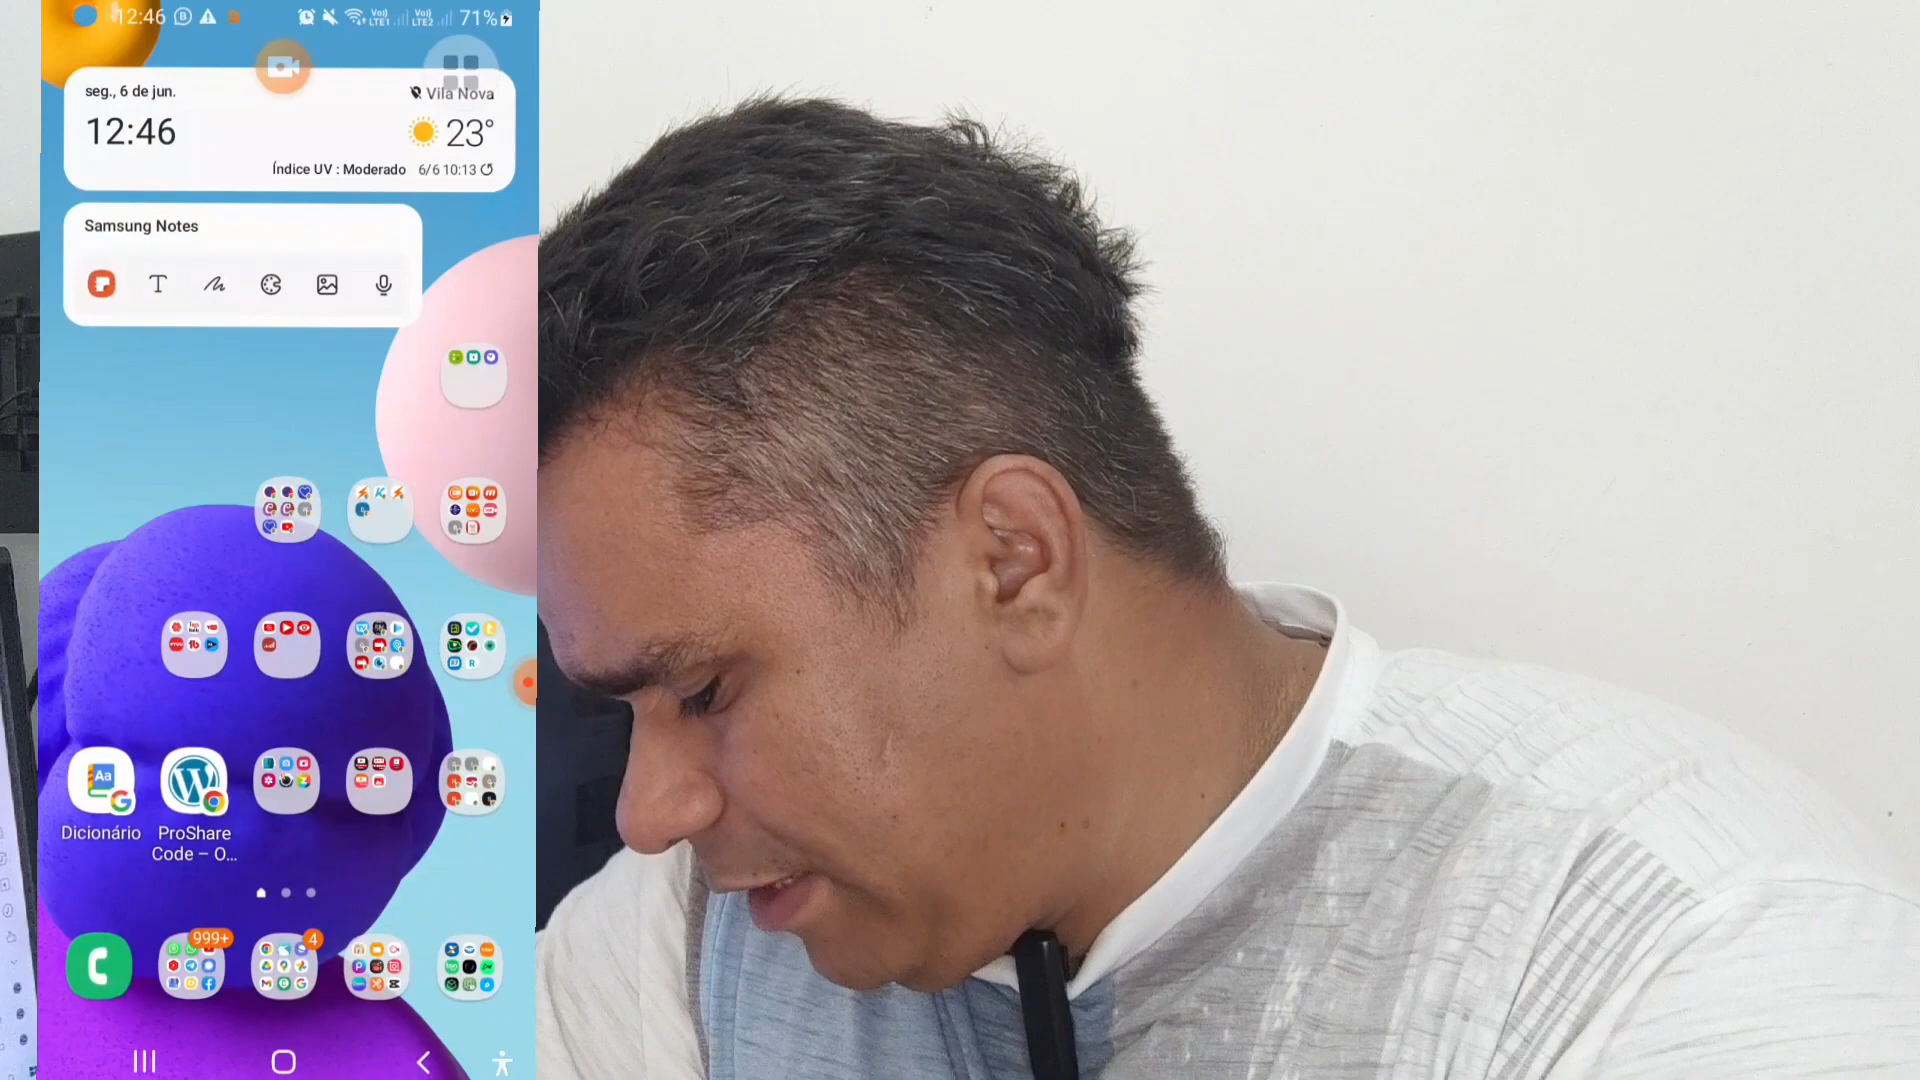 12:46
71%
seg., 6 de jun.
Vila Nova
12:46
23°
Índice UV : Moderado 6/6 10:13
Samsung Notes
Dicionário
ProShare
Code – O...
999+
4